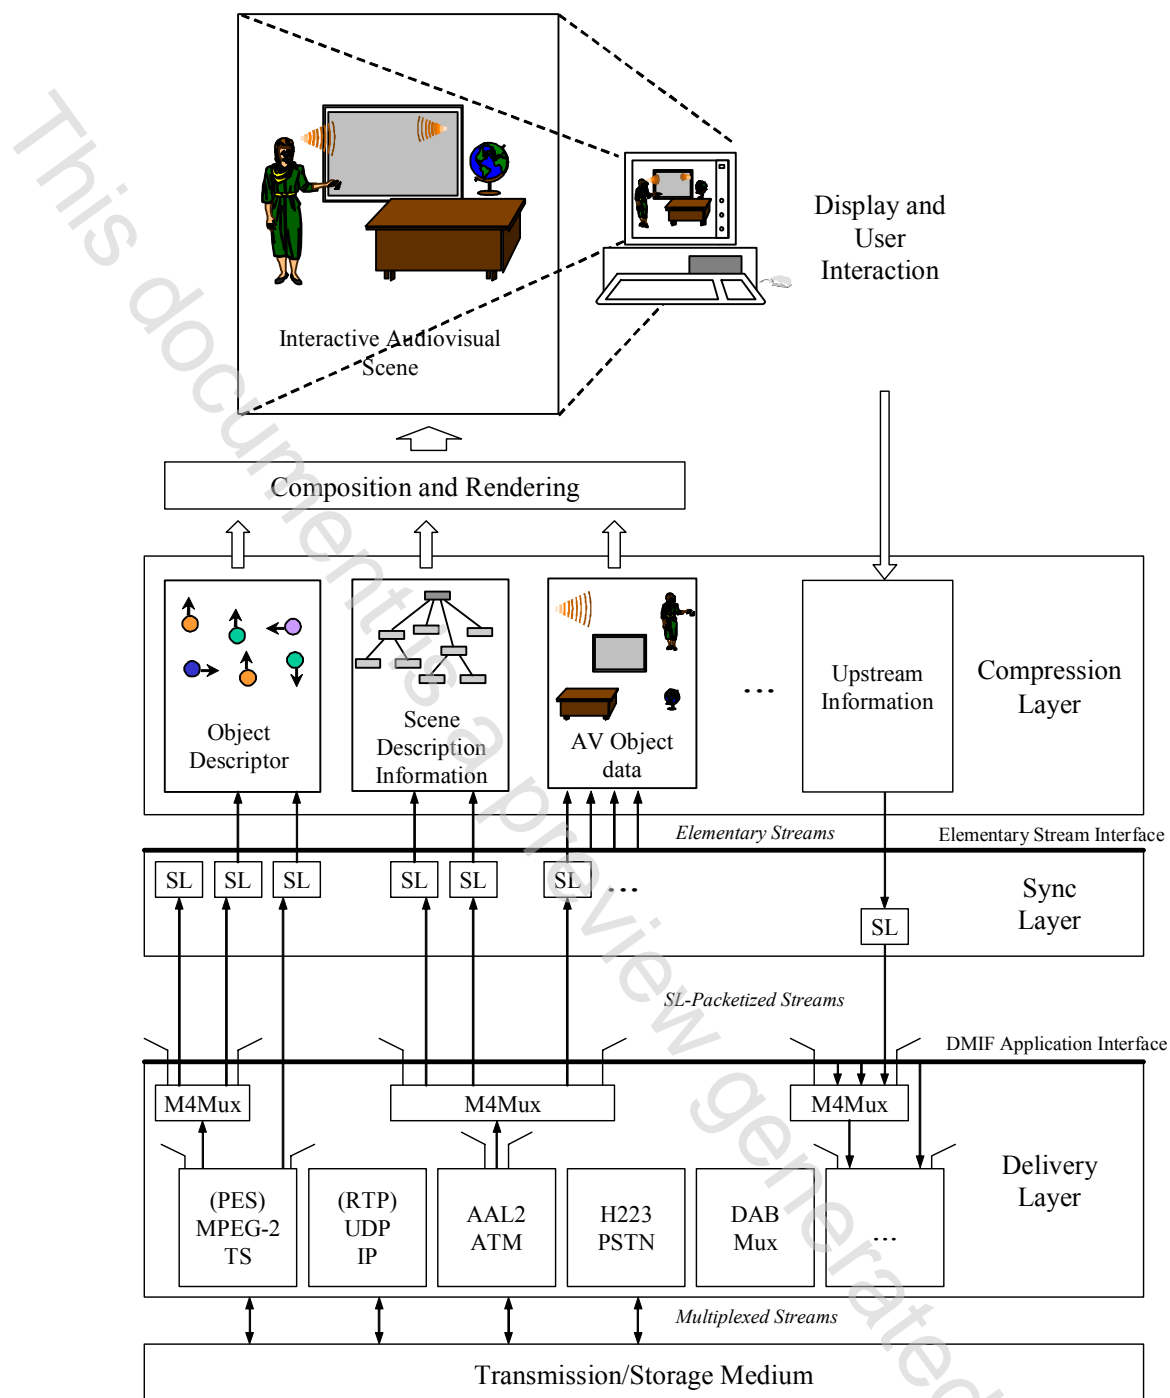 Display and
User
Interaction
Interactive Audiovisual
Scene
Composition and Rendering
Object
Descriptor
Scene
Description
Information
AV Object
data
...
Upstream
Information
Compression
Layer
Elementary Streams
Elementary Stream Interface
SL
SL
SL
SL
SL
SL
...
SL
Sync
Layer
SL-Packetized Streams
DMIF Application Interface
M4Mux
M4Mux
M4Mux
(PES)
MPEG-2
TS
(RTP)
UDP
IP
AAL2
ATM
H223
PSTN
DAB
Mux
...
Delivery
Layer
Multiplexed Streams
Transmission/Storage Medium
This document is a preview generated